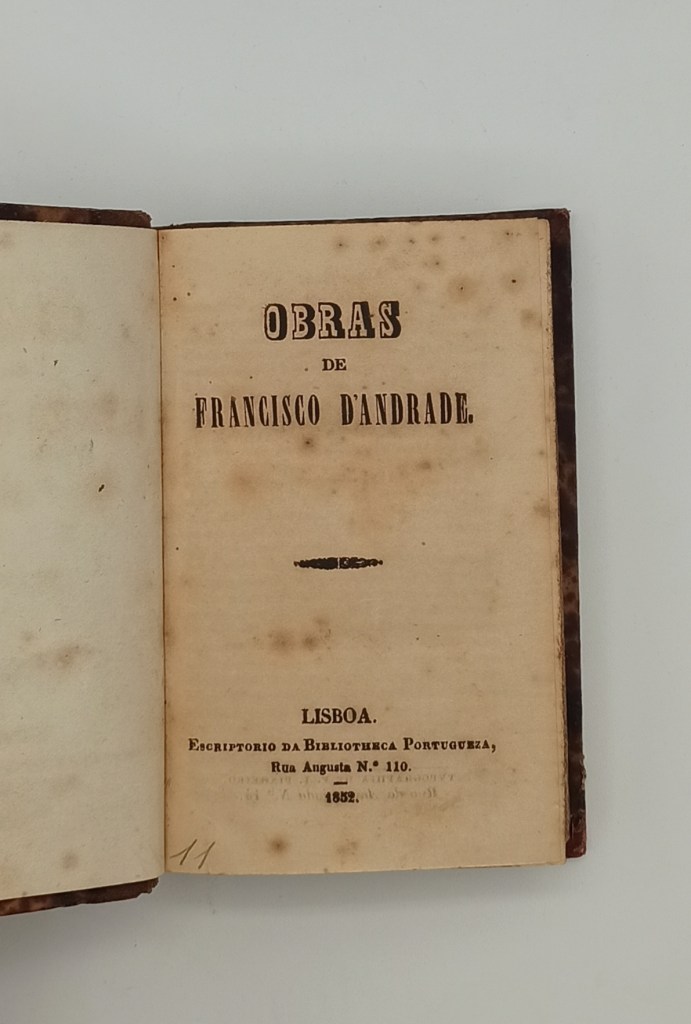 OBRAS
DE
FRANCISCO D'ANDRADE.
LISBOA.
ESCRIPTORIO DA BIBLIOTHECA PORTUGUEZA,
Rua Augusta N.º 110.
1852.
11